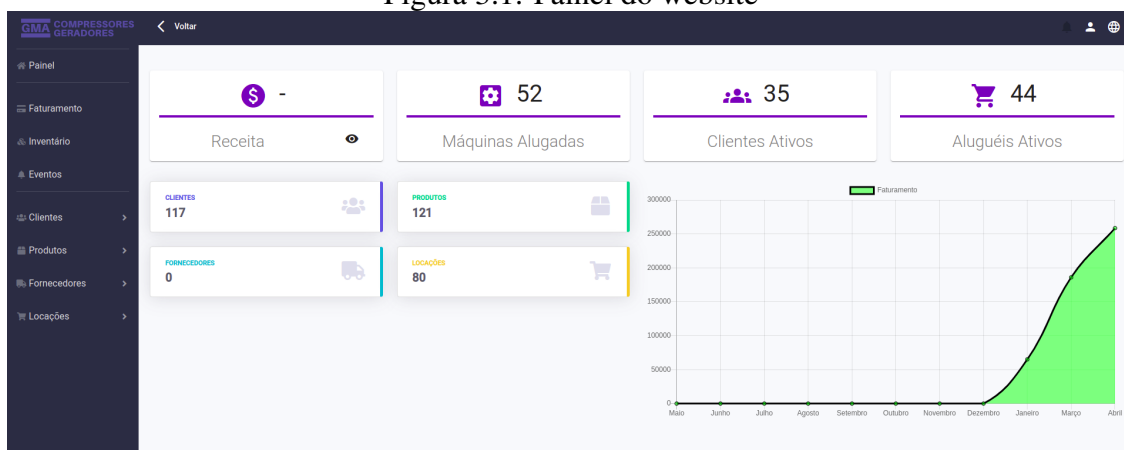 Figura 5.1: Painel do website
GMA COMPRESSORES
GERADORES
Voltar
Painel
Faturamento
Inventário
Eventos
Clientes
Produtos
Fornecedores
Locações
$ -
Receita
52
Máquinas Alugadas
35
Clientes Ativos
44
Aluguéis Ativos
CLIENTES
117
PRODUTOS
121
FORNECEDORES
0
LOCAÇÕES
80
Faturamento
300000
250000
200000
150000
100000
50000
0
Maio Junho Julho Agosto Setembro Outubro Novembro Dezembro Janeiro Março Abril